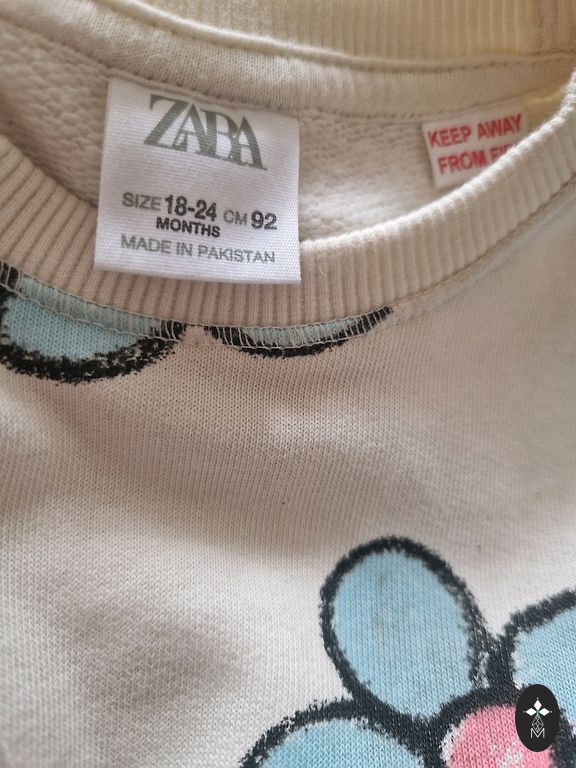 ZARA
SIZE 18-24 CM 92
MONTHS
MADE IN PAKISTAN
KEEP AWAY
FROM
M